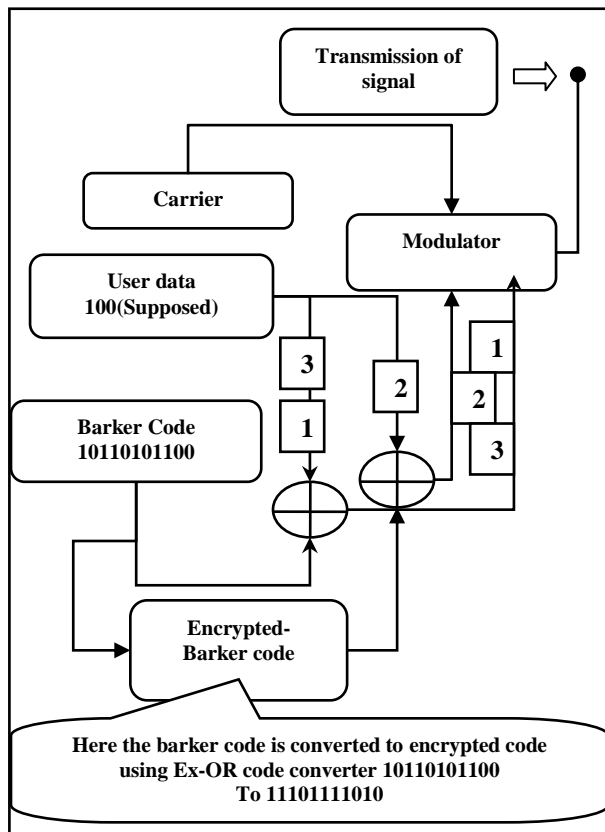 Transmission of
signal
Carrier
Modulator
User data
100(Supposed)
3
1
2
1
2
3
Barker Code
10110101100
Encrypted-
Barker code
Here the barker code is converted to encrypted code
using Ex-OR code converter 10110101100
To 11101111010